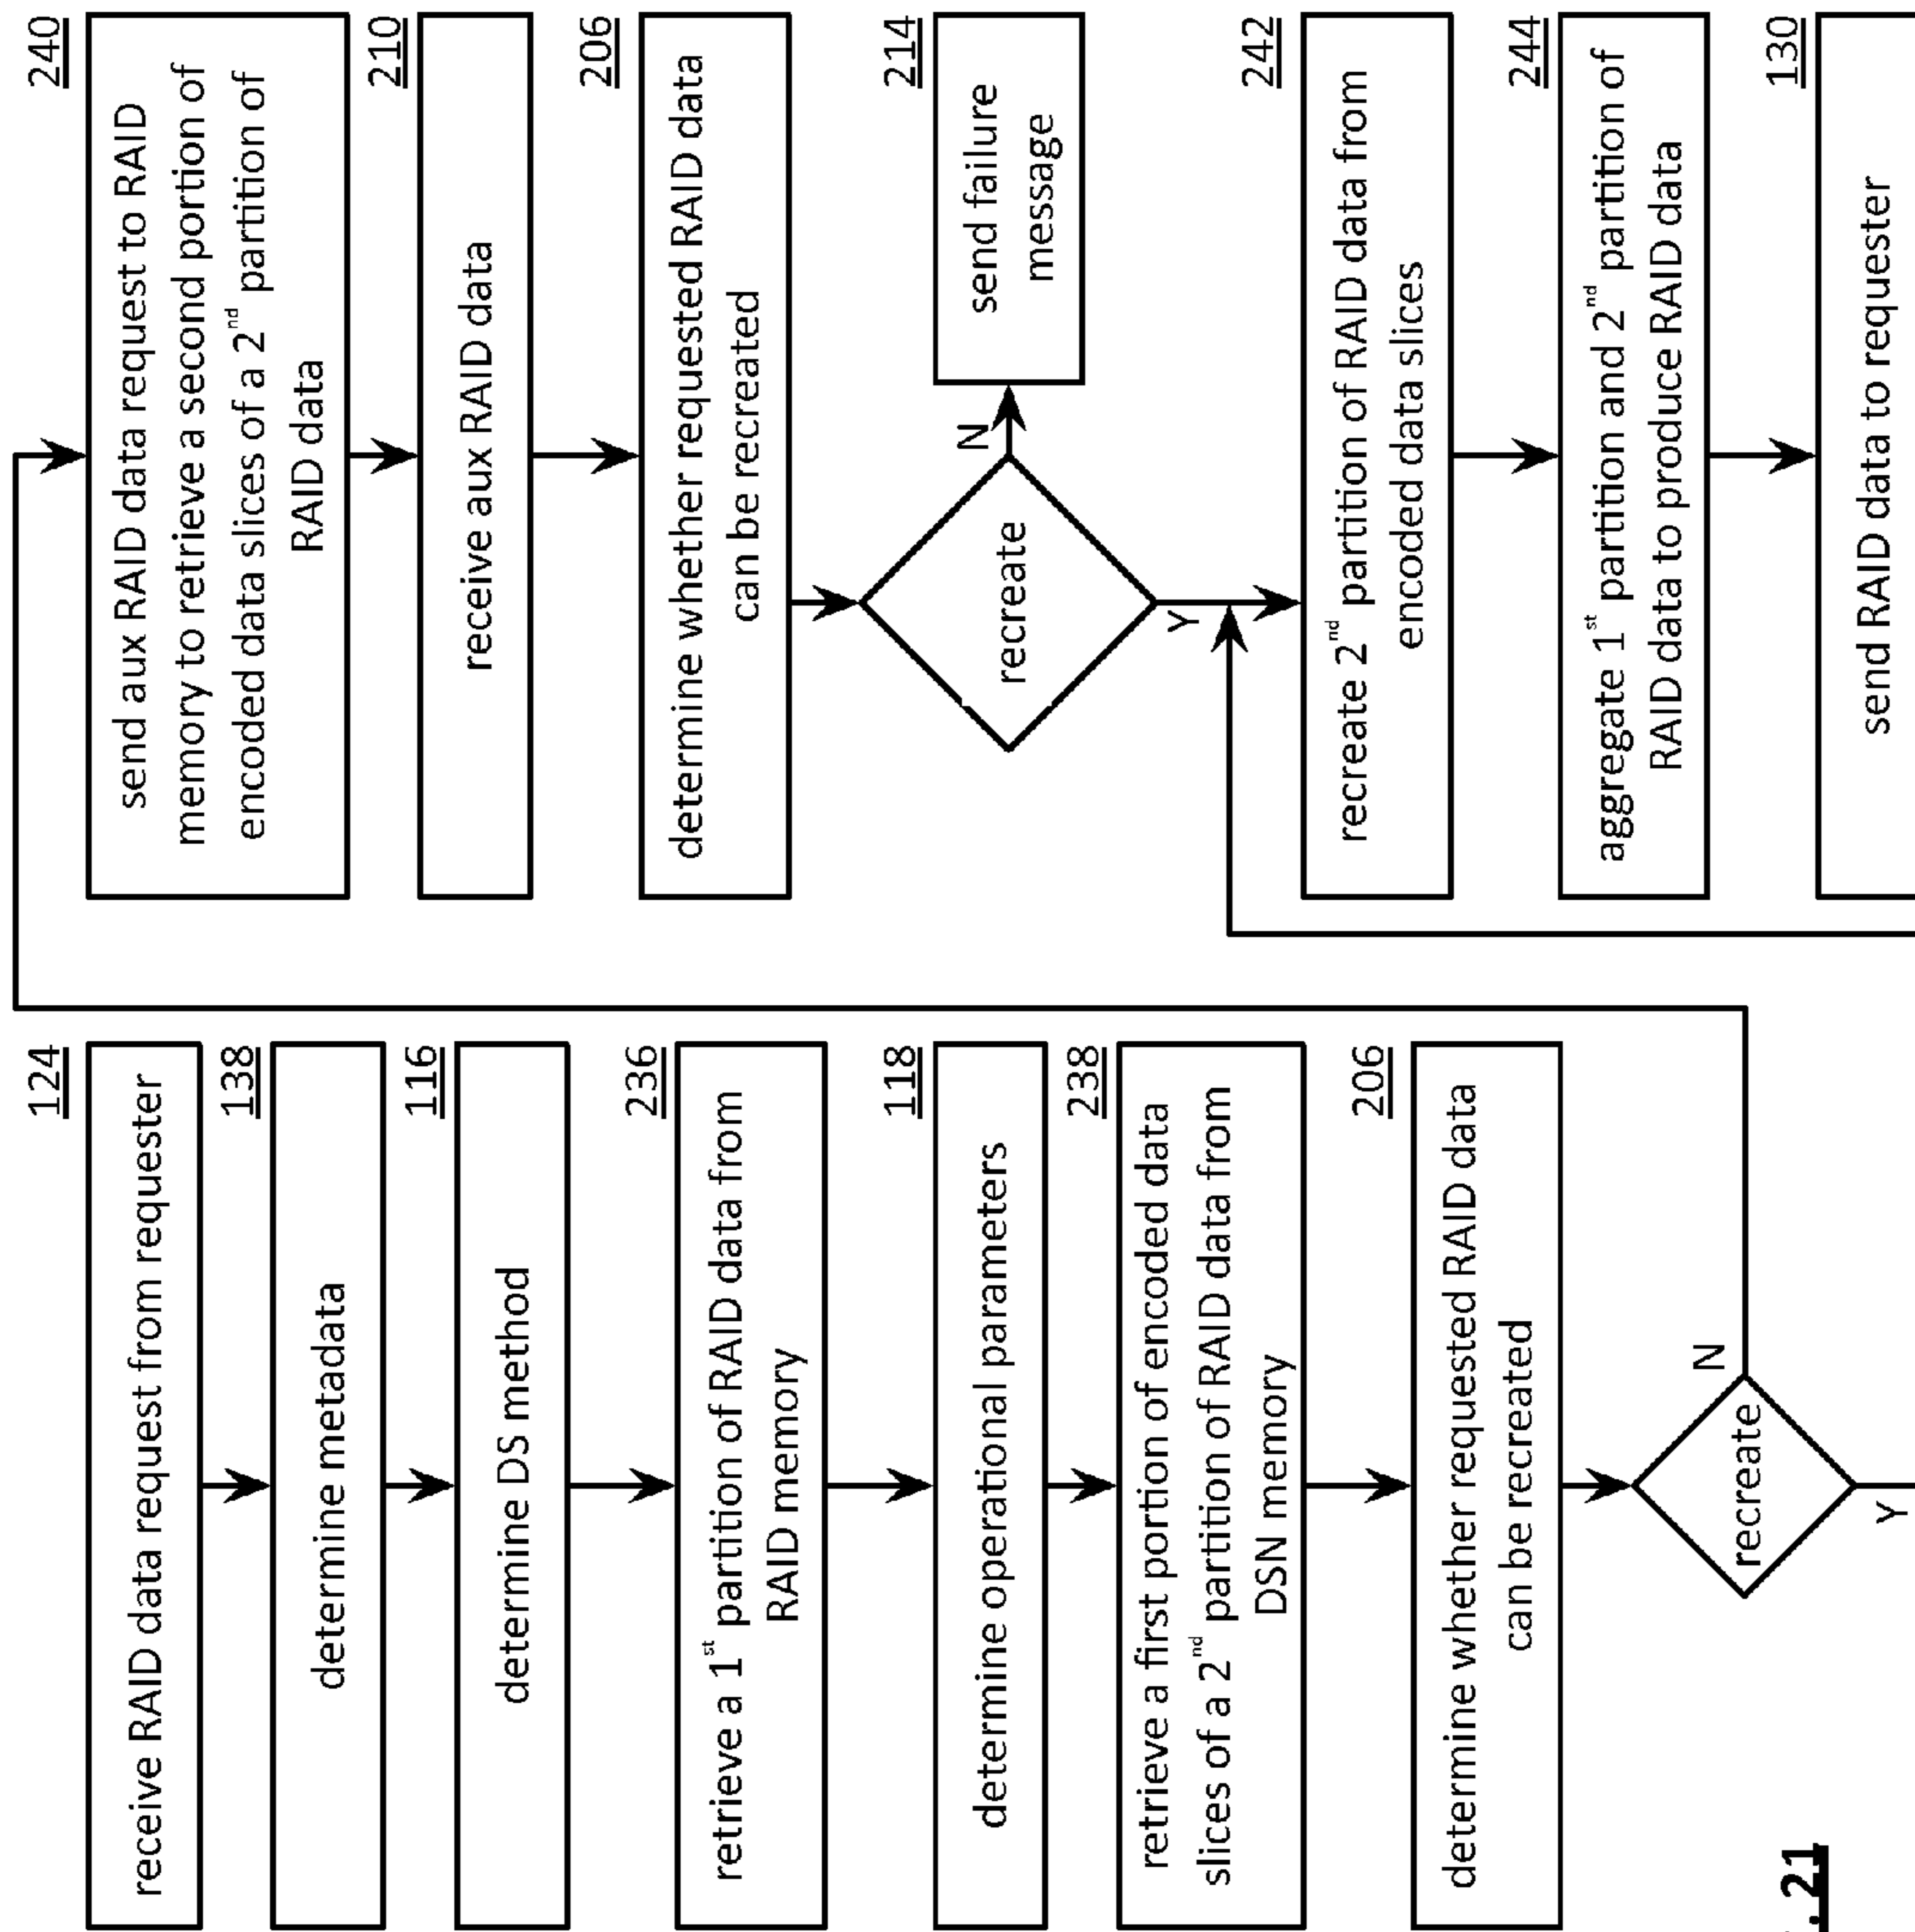 124
receive RAID data request from requester
138
determine metadata
116
determine DS method
236
retrieve a 1st partition of RAID data from
RAID memory
118
determine operational parameters
238
retrieve a first portion of encoded data
slices of a 2nd partition of RAID data from
DSN memory
206
determine whether requested RAID data
can be recreated
recreate
N
Y
240
send aux RAID data request to RAID
memory to retrieve a second portion of
encoded data slices of a 2nd partition of
RAID data
210
receive aux RAID data
206
determine whether requested RAID data
can be recreated
recreate
N
214
send failure
message
Y
242
recreate 2nd partition of RAID data from
encoded data slices
244
aggregate 1st partition and 2nd partition of
RAID data to produce RAID data
130
send RAID data to requester
. 21